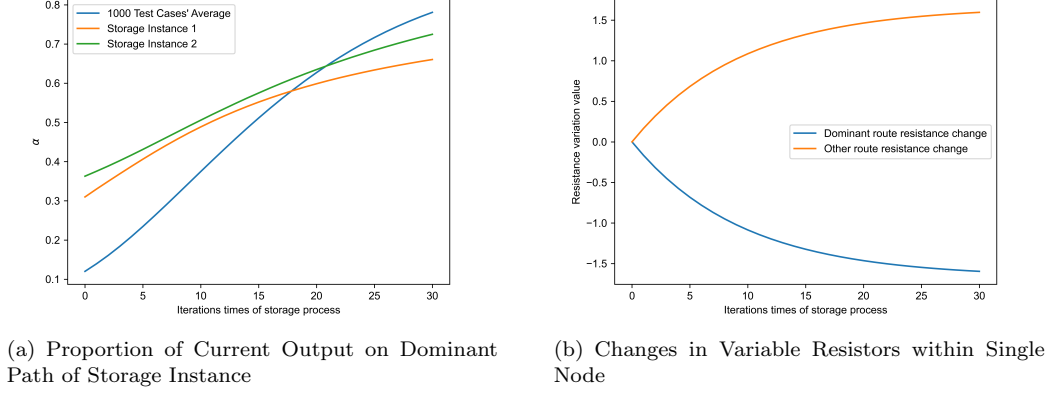 0.8
0.7
0.6
0.5
0.4
0.3
0.2
0.1
α
1000 Test Cases' Average
Storage Instance 1
Storage Instance 2
0 5 10 15 20 25 30
Iterations times of storage process
(a) Proportion of Current Output on Dominant
Path of Storage Instance
1.5
1.0
0.5
0.0
−0.5
−1.0
−1.5
Resistance variation value
Dominant route resistance change
Other route resistance change
0 5 10 15 20 25 30
Iterations times of storage process
(b) Changes in Variable Resistors within Single
Node